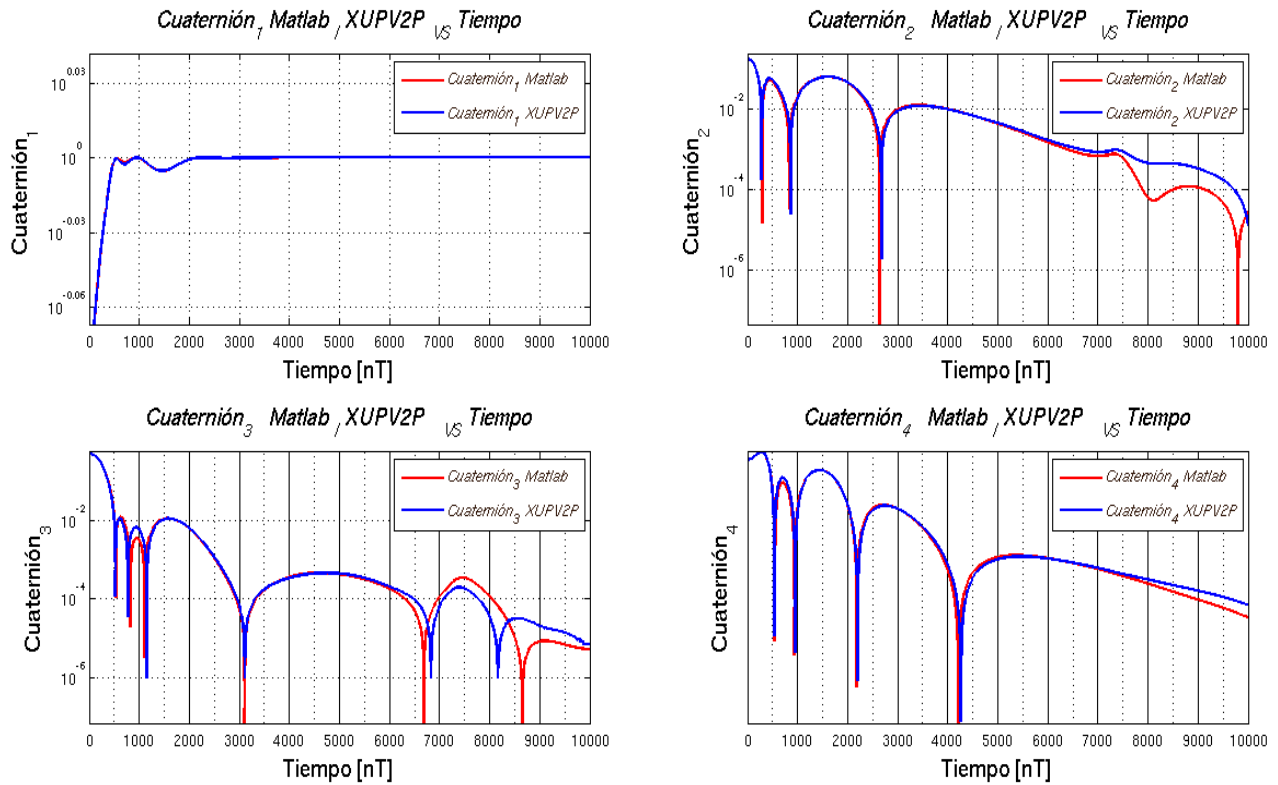 Cuaternión1 Matlab / XUPV2P VS Tiempo
Cuaternión1
10^0.03
10^0
10^-0.03
10^-0.06
Cuaternión1 Matlab
Cuaternión1 XUPV2P
0 1000 2000 3000 4000 5000 6000 7000 8000 9000 10000
Tiempo [nT]
Cuaternión2 Matlab / XUPV2P VS Tiempo
Cuaternión2
10^-2
10^-4
10^-6
Cuaternión2 Matlab
Cuaternión2 XUPV2P
0 1000 2000 3000 4000 5000 6000 7000 8000 9000 10000
Tiempo [nT]
Cuaternión3 Matlab / XUPV2P VS Tiempo
Cuaternión3
10^-2
10^-4
10^-6
Cuaternión3 Matlab
Cuaternión3 XUPV2P
0 1000 2000 3000 4000 5000 6000 7000 8000 9000 10000
Tiempo [nT]
Cuaternión4 Matlab / XUPV2P VS Tiempo
Cuaternión4
Cuaternión4 Matlab
Cuaternión4 XUPV2P
0 1000 2000 3000 4000 5000 6000 7000 8000 9000 10000
Tiempo [nT]